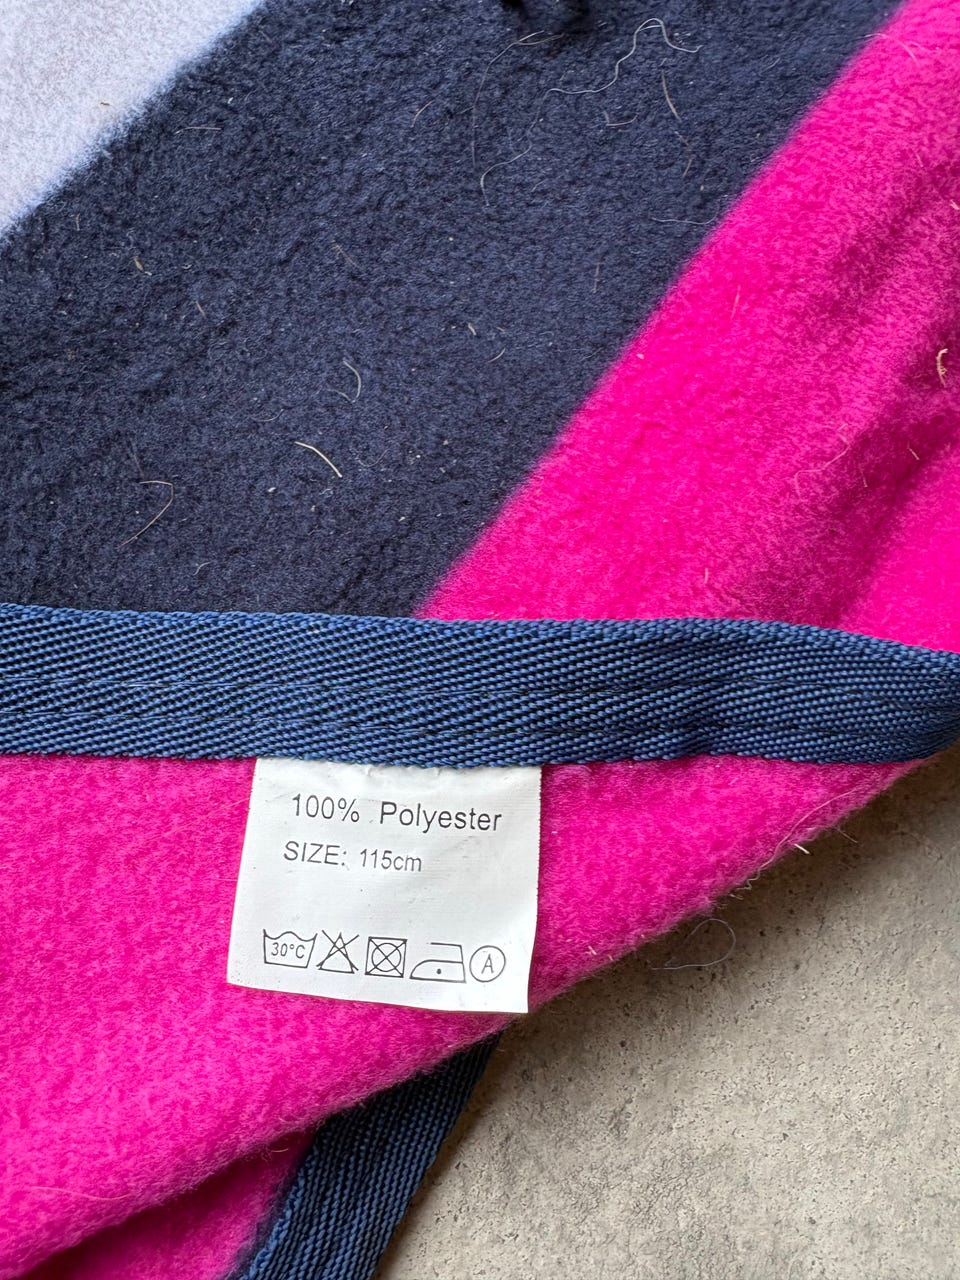 100% Polyester
SIZE: 115cm
30°C A